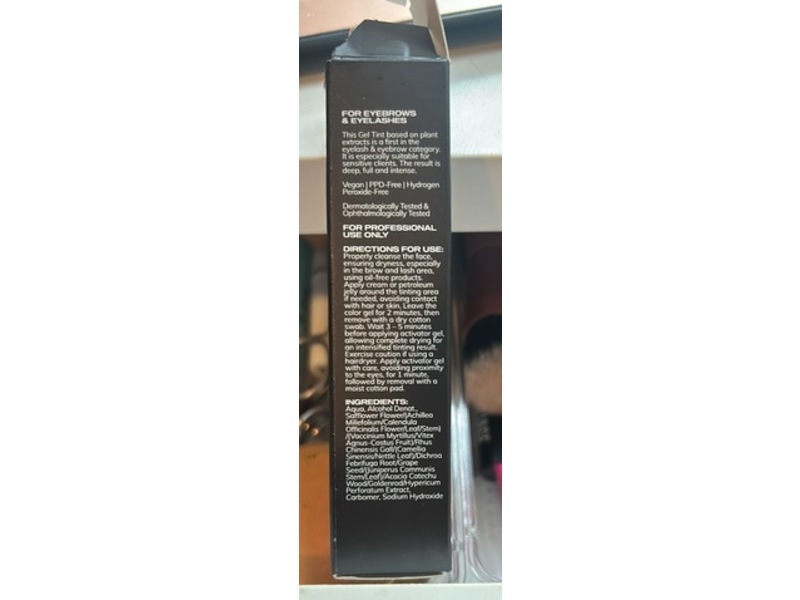 FOR EYEBROWS
& EYELASHES
This Gel Tint based on plant
extracts is a first in the
eyelash & eyebrow category.
It is especially suitable for
sensitive clients. The result is
deep, full and intense.
Vegan | PPD-Free | Hydrogen
Peroxide-Free
Dermatologically Tested &
Ophthalmologically Tested
FOR PROFESSIONAL
USE ONLY
DIRECTIONS FOR USE:
Properly cleanse the face,
ensuring dryness, especially
in the brow and lash area,
using oil-free products.
Apply cream or petroleum
jelly around the tinting area
if needed, avoiding contact
with hair or skin. Leave the
color gel for 2 minutes, then
remove with a dry cotton
swab. Wait 3 – 5 minutes
before applying activator gel,
allowing complete drying for
an intensified tinting result.
Exercise caution if using a
hairdryer. Apply activator gel
with care, avoiding proximity
to the eyes, for 1 minute,
followed by removal with a
moist cotton pad.
INGREDIENTS:
Aqua, Alcohol Denat.,
Safflower Flower/(Achillea
Millefolium/Calendula
Officinalis Flower/Leaf/Stem)
/(Vaccinium Myrtillus/Vitex
Agnus-Castus Fruit)/Rhus
Chinensis Gall/(Camellia
Sinensis/Nettle Leaf)/Dichroa
Febrifuga Root/Grape
Seed/(Juniperus Communis
Stem/Leaf)/Acacia Catechu
Wood/Goldenrod/Hypericum
Perforatum Extract,
Carbomer, Sodium Hydroxide